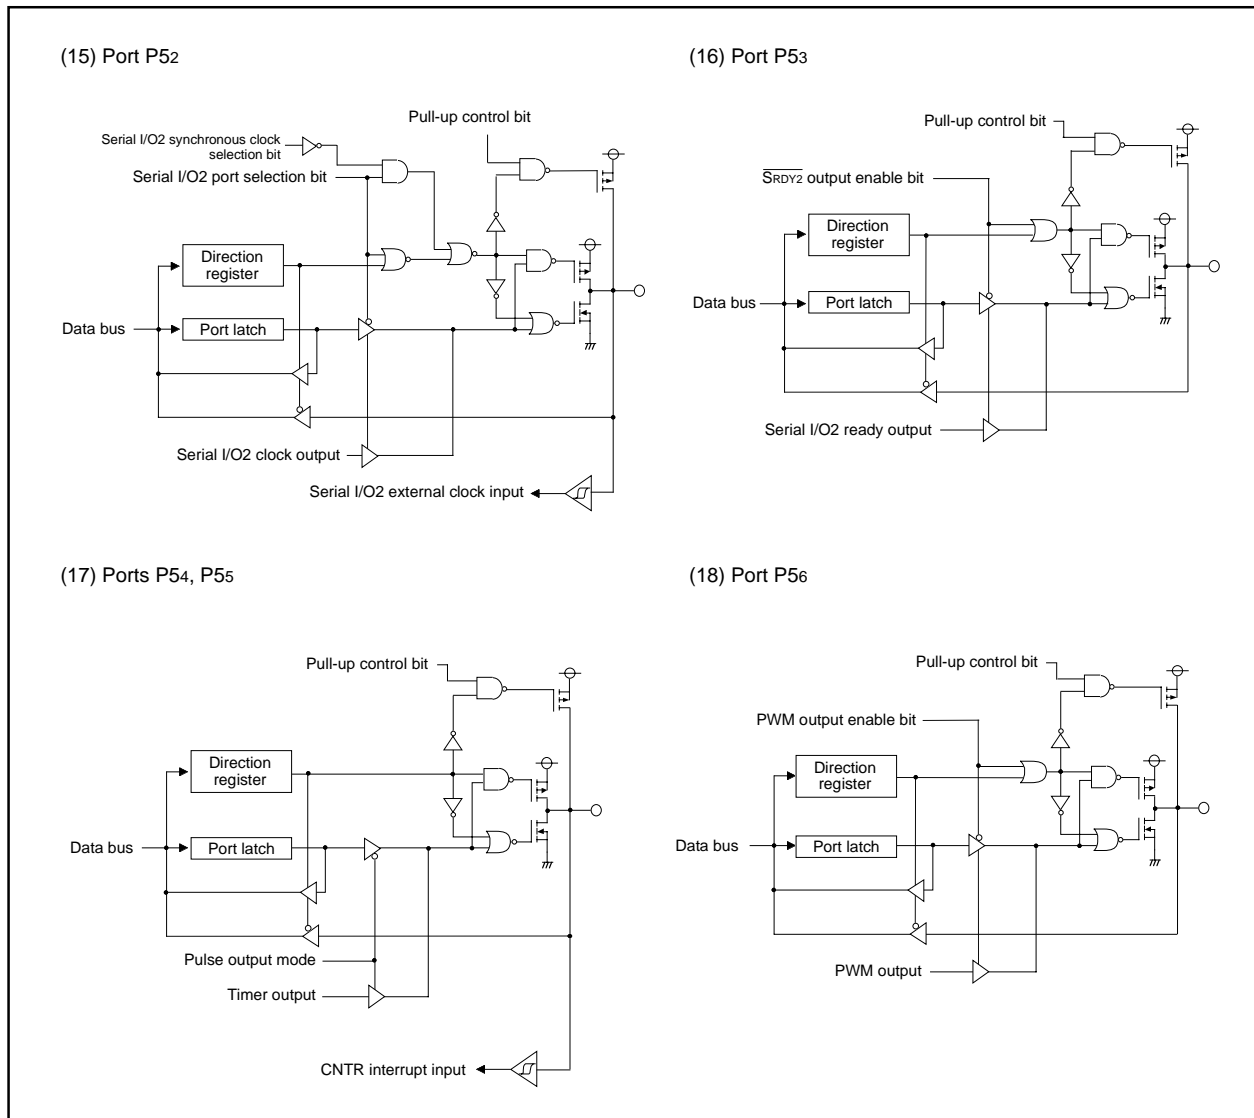 (15) Port P52
Pull-up control bit
Serial I/O2 synchronous clock
selection bit
Serial I/O2 port selection bit
Direction
register
Data bus
Port latch
Serial I/O2 clock output
Serial I/O2 external clock input
(16) Port P53
Pull-up control bit
SRDY2 output enable bit
Direction
register
Data bus
Port latch
Serial I/O2 ready output
(17) Ports P54, P55
Pull-up control bit
Direction
register
Data bus
Port latch
Pulse output mode
Timer output
CNTR interrupt input
(18) Port P56
Pull-up control bit
PWM output enable bit
Direction
register
Data bus
Port latch
PWM output